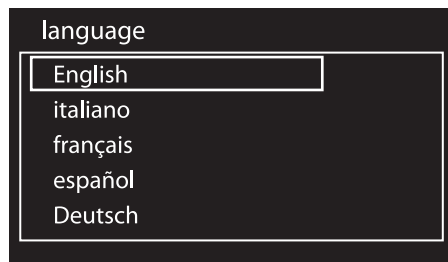 language
English
italiano
français
español
Deutsch